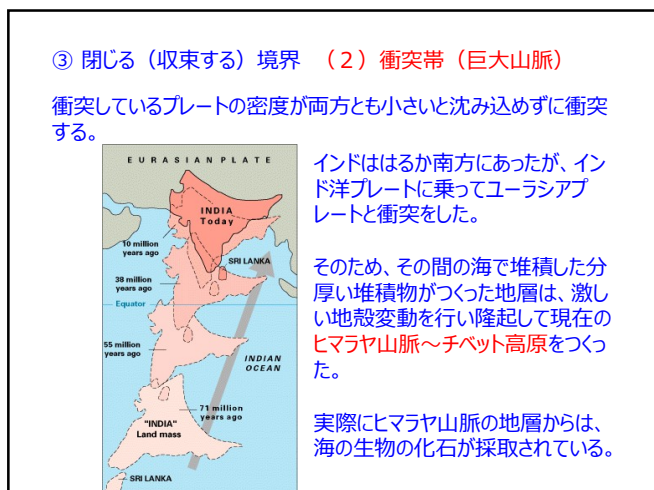 ③ 閉じる（収束する）境界　（２）衝突帯（巨大山脈）
衝突しているプレートの密度が両方とも小さいと沈み込めずに衝突
する。
EURASIAN PLATE
INDIA
Today
10 million
years ago
SRI LANKA
38 million
years ago
Equator
55 million
years ago
INDIAN
OCEAN
71 million
years ago
"INDIA"
Land mass
SRI LANKA
インドははるか南方にあったが、イン
ド洋プレートに乗ってユーラシアプ
レートと衝突をした。
そのため、その間の海で堆積した分
厚い堆積物がつくった地層は、激し
い地殻変動を行い隆起して現在の
ヒマラヤ山脈～チベット高原をつくっ
た。
実際にヒマラヤ山脈の地層からは、
海の生物の化石が採取されている。